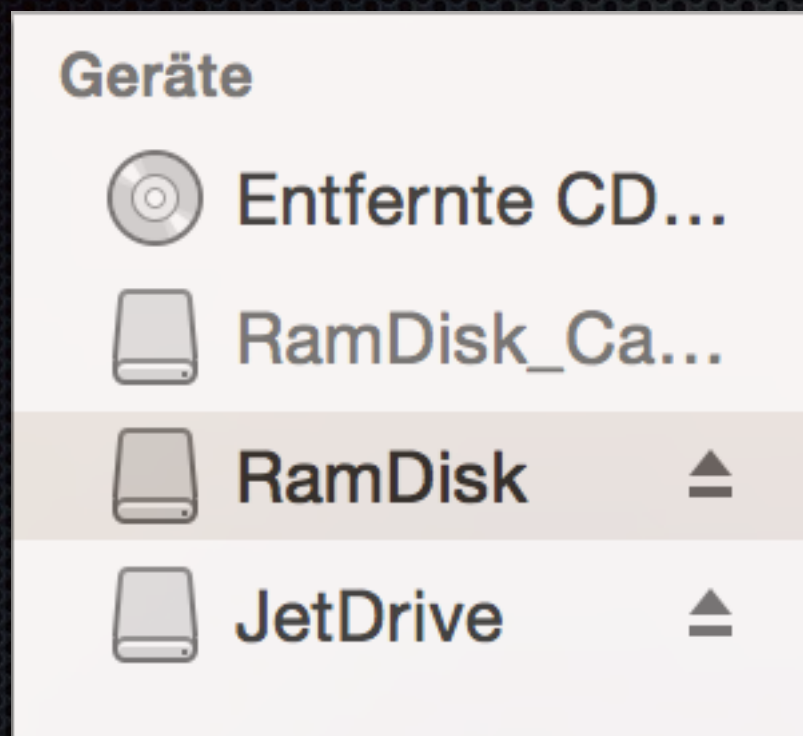 Geräte
Entfernte CD…
RamDisk_Ca…
RamDisk
JetDrive